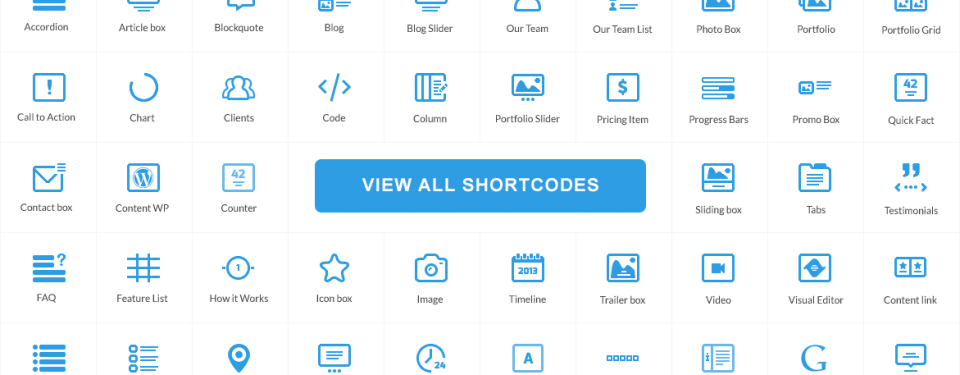 Accordion
Article box
Blockquote
Blog
Blog Slider
Our Team
Our Team List
Photo Box
Portfolio
Portfolio Grid
!
$
42
Call to Action
Chart
Clients
Code
Column
Portfolio Slider
Pricing Item
Progress Bars
Promo Box
Quick Fact
W
42
VIEW ALL SHORTCODES
Contact box
Content WP
Counter
Sliding box
Tabs
Testimonials
?
1
2013
FAQ
Feature List
How it Works
Icon box
Image
Timeline
Trailer box
Video
Visual Editor
Content link
24
A
i
G